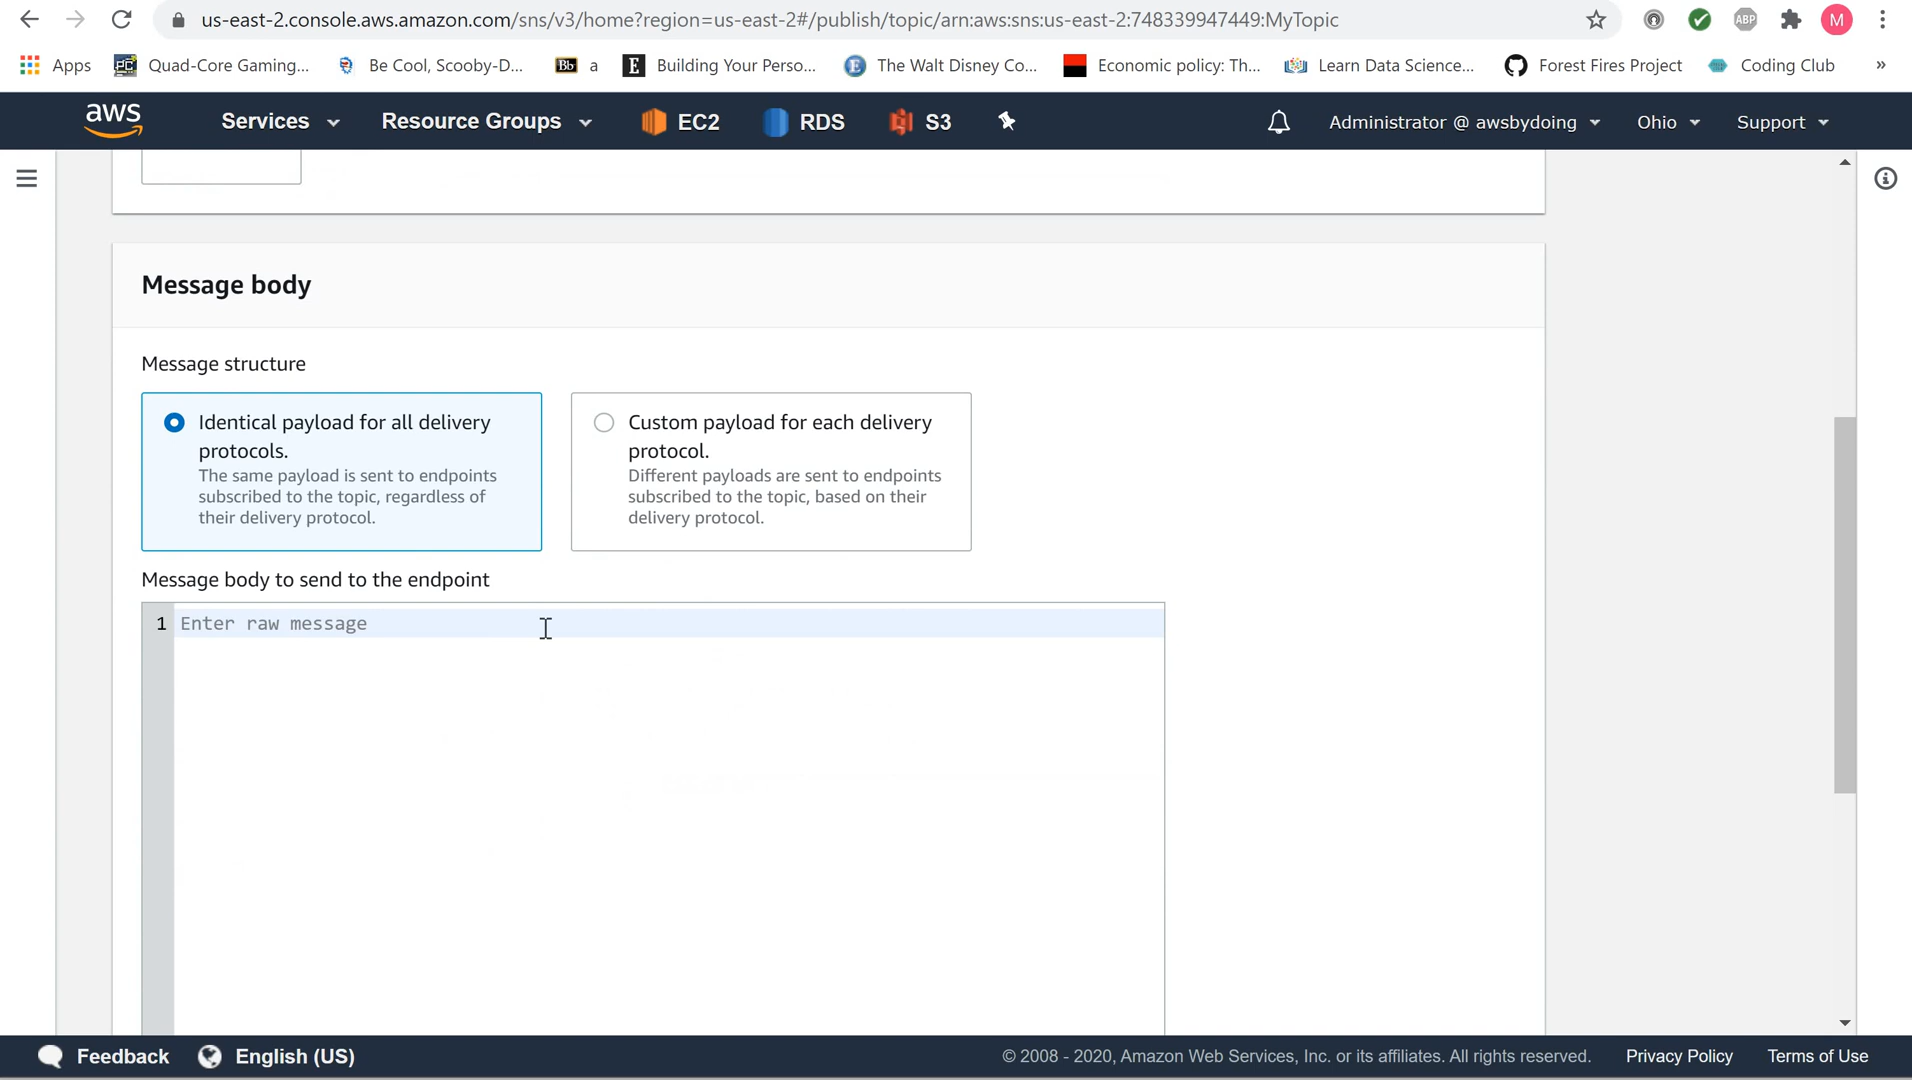 us-east-2.console.aws.amazon.com/sns/v3/home?region=us-east-2#/publish/topic/arn:aws:sns:us-east-2:748339947449:MyTopic
ABP
M
Apps
PC
Quad-Core Gaming...
Be Cool, Scooby-D...
Bb
a
E
Building Your Perso...
E
The Walt Disney Co...
Economic policy: Th...
Learn Data Science...
Forest Fires Project
Coding Club
»
aws
Services
Resource Groups
EC2
RDS
S3
Administrator @ awsbydoing
Ohio
Support
Message body
Message structure
Identical payload for all delivery
protocols.
The same payload is sent to endpoints
subscribed to the topic, regardless of
their delivery protocol.
Custom payload for each delivery
protocol.
Different payloads are sent to endpoints
subscribed to the topic, based on their
delivery protocol.
Message body to send to the endpoint
1
Enter raw message
Feedback
English (US)
© 2008 - 2020, Amazon Web Services, Inc. or its affiliates. All rights reserved.
Privacy Policy
Terms of Use